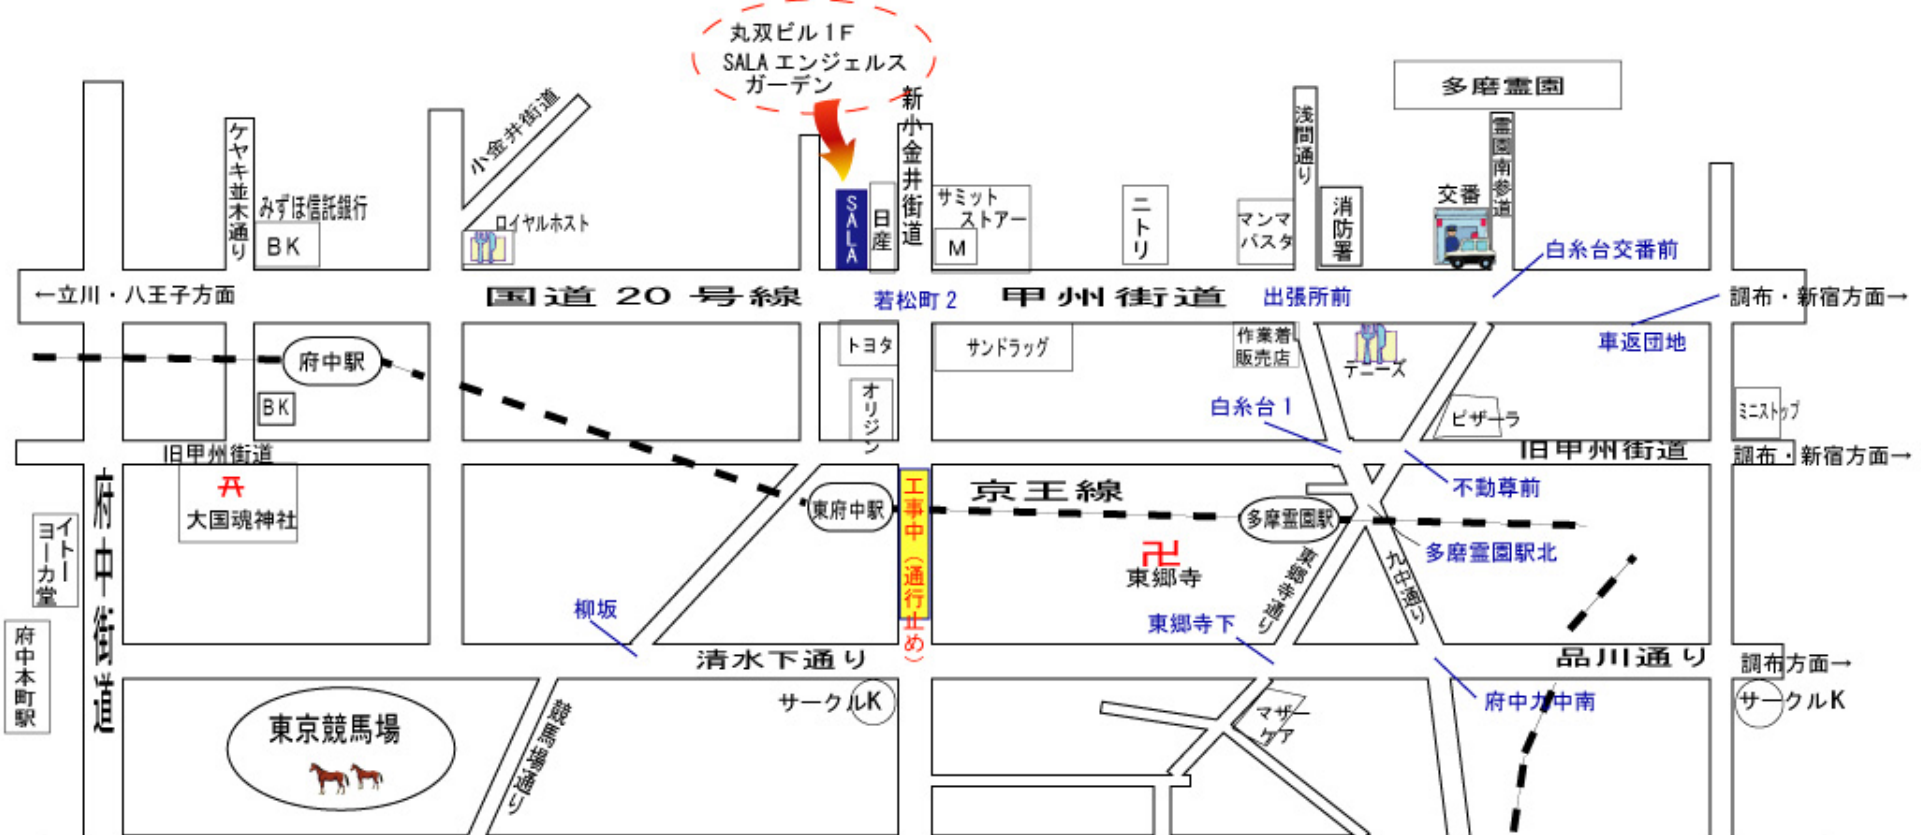 丸双ビル1F
SALA エンジェルス
ガーデン
多磨霊園
小金井街道
新小金井街道
浅間通り
霊園南参道
ケヤキ並木通り
みずほ信託銀行
BK
ロイヤルホスト
SALA
日産
サミット
ストアー
M
ニトリ
マンマ
パスタ
消防署
交番
白糸台交番前
←立川・八王子方面
国道20号線
若松町2
甲州街道
出張所前
調布・新宿方面→
車返団地
府中駅
トヨタ
サンドラッグ
作業着
販売店
デニーズ
BK
オリジン
白糸台1
ピザーラ
ミニストップ
旧甲州街道
旧甲州街道
調布・新宿方面→
大国魂神社
東府中駅
工事中(通行止め)
京王線
多摩霊園駅
不動尊前
多磨霊園駅北
イトー
ヨーカ堂
府中街道
東郷寺
東郷寺通り
九中通り
柳坂
東郷寺下
府中本町駅
清水下通り
品川通り
調布方面→
サークルK
府中九中南
サークルK
東京競馬場
競馬場通り
マザー